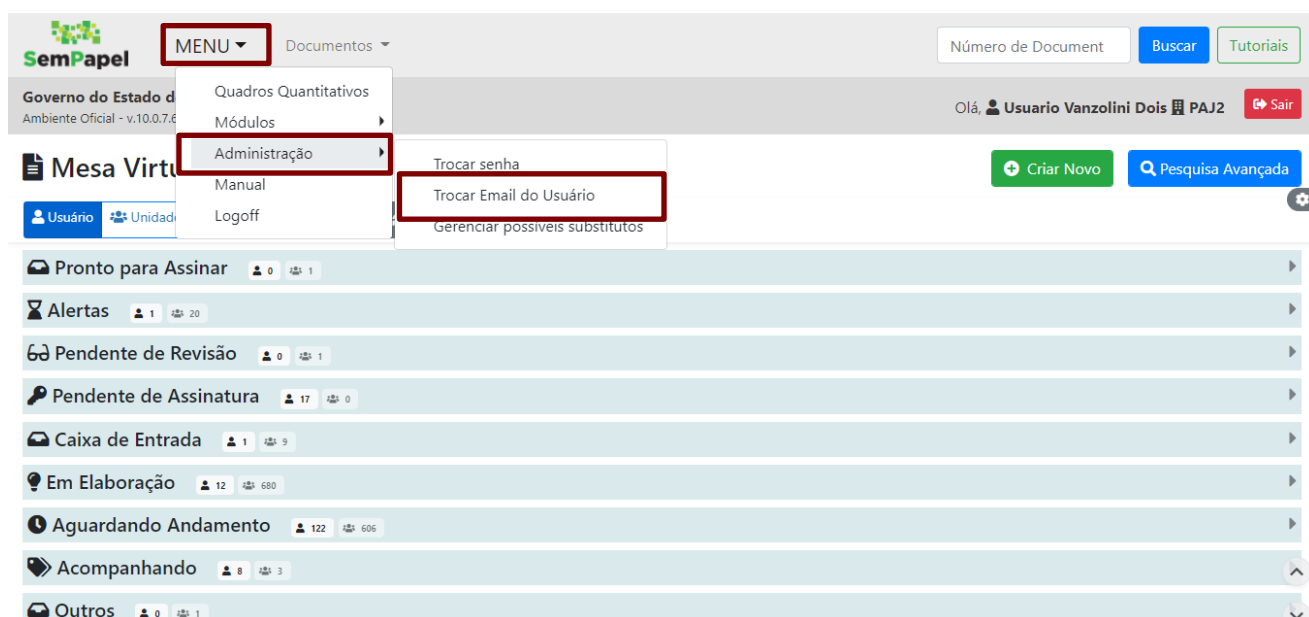 SemPapel
MENU
Documentos
Número de Document
Buscar
Tutoriais
Governo do Estado d
Ambiente Oficial - v.10.0.7.6
Olá, Usuario Vanzolini Dois PAJ2
Sair
Quadros Quantitativos
Módulos
Administração
Manual
Logoff
Trocar senha
Trocar Email do Usuário
Gerenciar possíveis substitutos
Mesa Virtu
Criar Novo
Pesquisa Avançada
Usuário
Unidade
Pronto para Assinar 0 1
Alertas 1 20
Pendente de Revisão 0 1
Pendente de Assinatura 17 0
Caixa de Entrada 1 9
Em Elaboração 12 680
Aguardando Andamento 122 606
Acompanhando 8 3
Outros 0 1